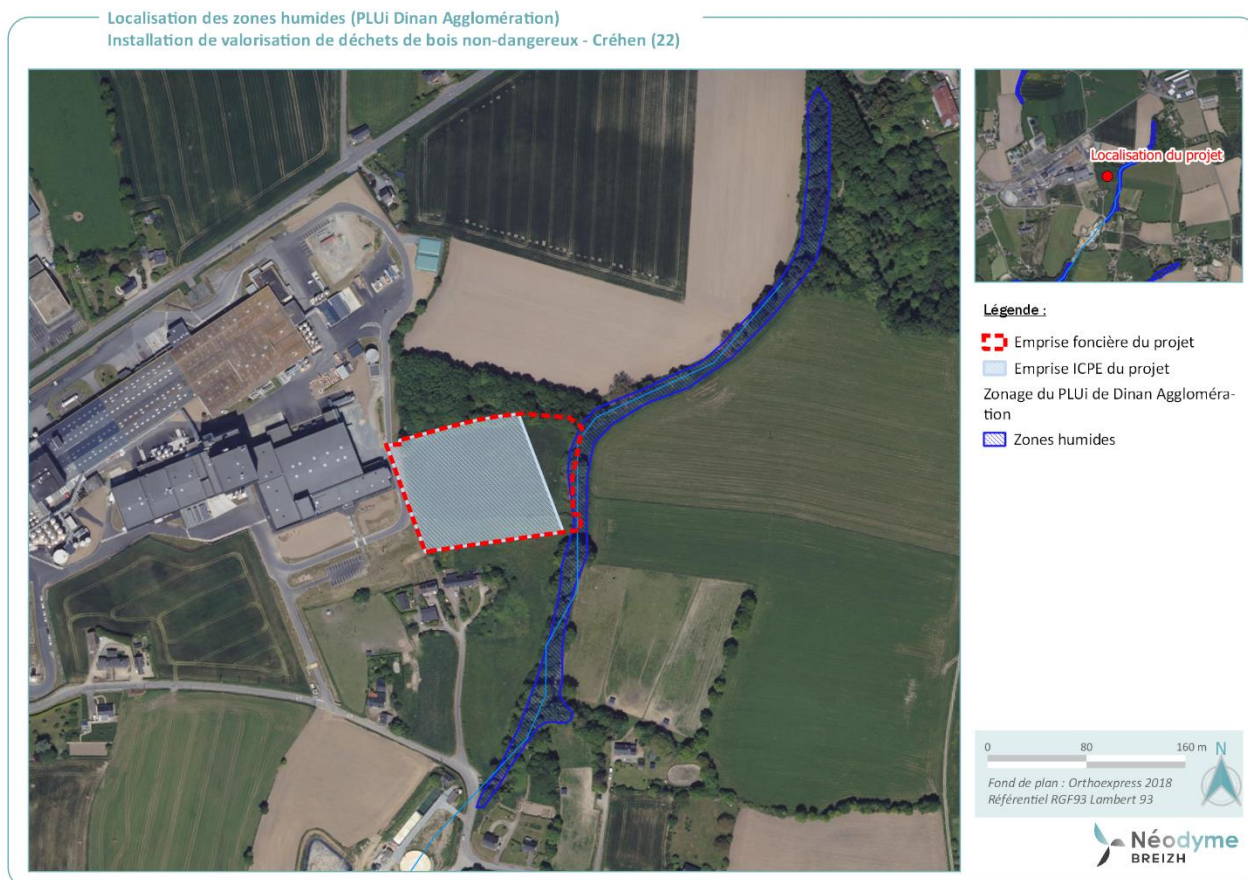 Localisation des zones humides (PLUi Dinan Agglomération)
Installation de valorisation de déchets de bois non-dangereux - Créhen (22)
Localisation du projet
Légende :
Emprise foncière du projet
Emprise ICPE du projet
Zonage du PLUi de Dinan Aggloméra-
tion
Zones humides
0 80 160 m N
Fond de plan : Orthoexpress 2018
Référentiel RGF93 Lambert 93
Néodyme
BREIZH